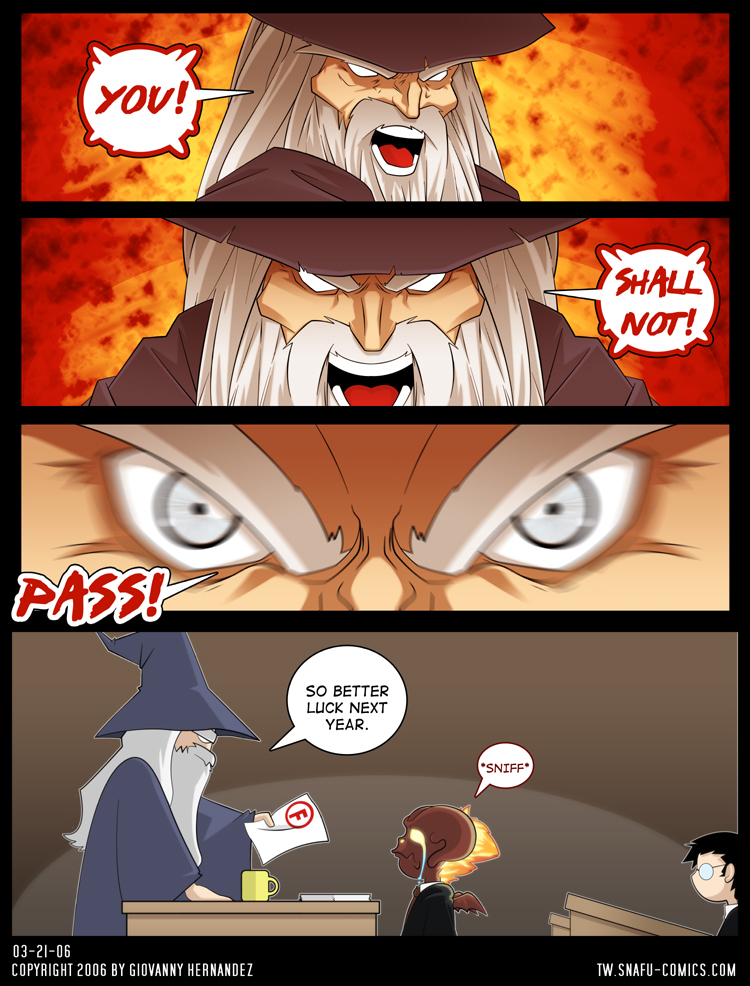 YOU!
SHALL
NOT!
PASS!
SO BETTER
LUCK NEXT
YEAR.
*SNIFF*
F
03-21-06
COPYRIGHT 2006 BY GIOVANNY HERNANDEZ
TW.SNAFU-COMICS.COM